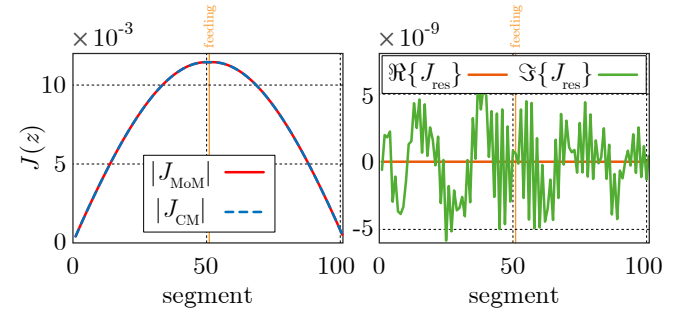 × 10⁻³
feeding
10
5
0
J(z)
|J_MoM|
|J_CM|
0
50
100
segment
× 10⁻⁹
feeding
ℜ{J_res}
ℑ{J_res}
5
0
-5
0
50
100
segment